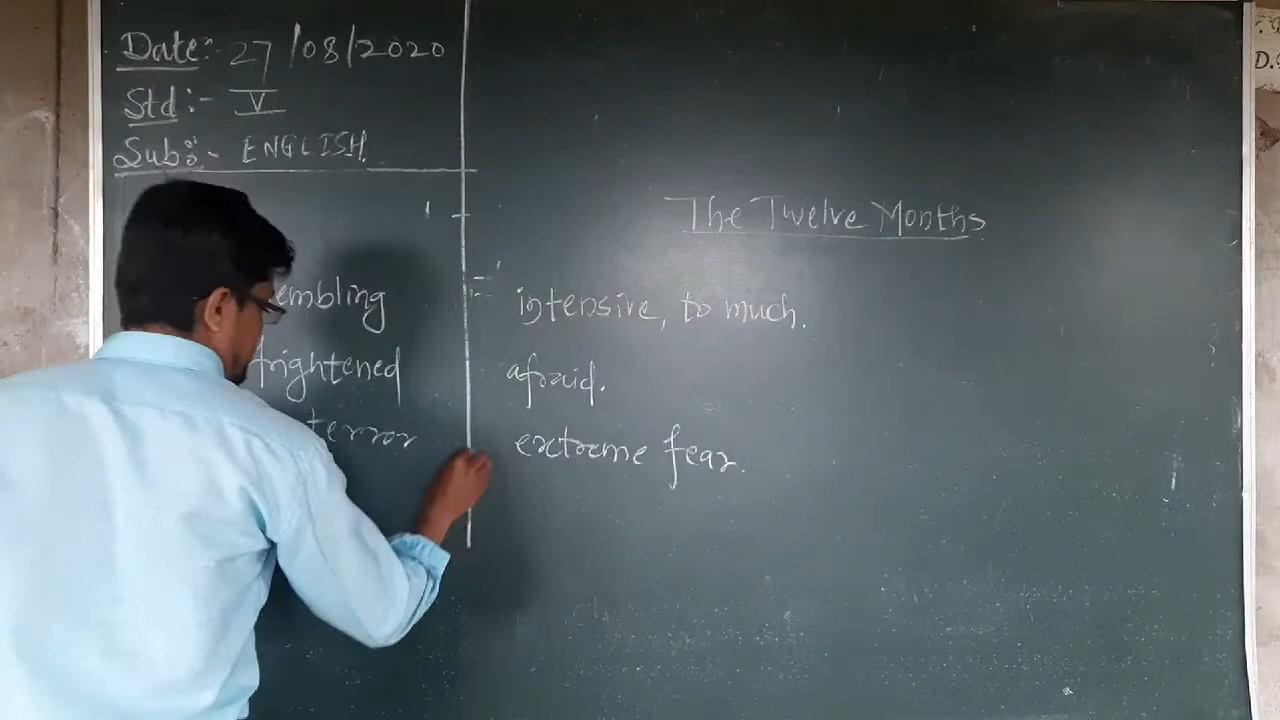 Date:- 27/08/2020
Std:- V
Sub:- ENGLISH
The Twelve Months
embling intensive, to much.
frightened afraid.
terror extreme fear.